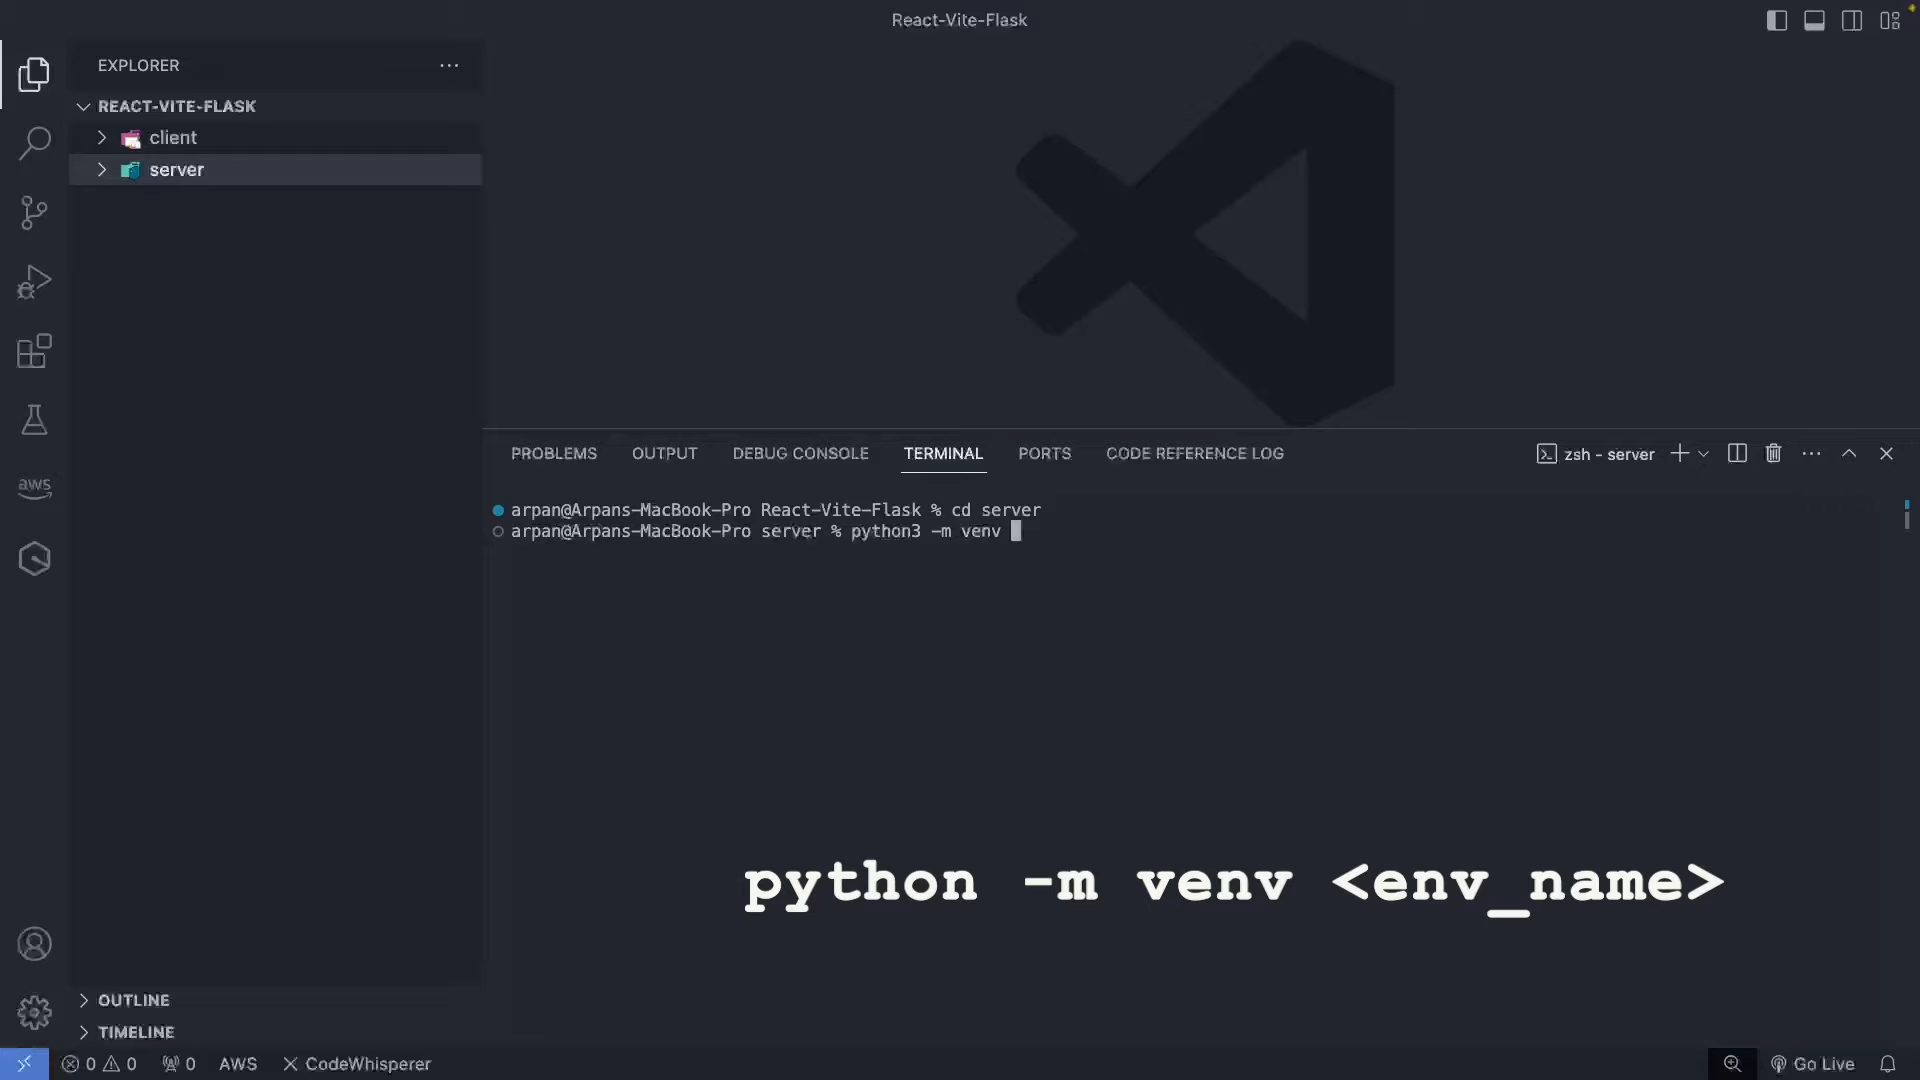 React-Vite-Flask
EXPLORER
REACT-VITE-FLASK
client
server
PROBLEMS OUTPUT DEBUG CONSOLE TERMINAL PORTS CODE REFERENCE LOG
zsh - server
arpan@Arpans-MacBook-Pro React-Vite-Flask % cd server
arpan@Arpans-MacBook-Pro server % python3 -m venv
aws
python -m venv <env_name>
OUTLINE
TIMELINE
0 0 0 AWS CodeWhisperer Go Live